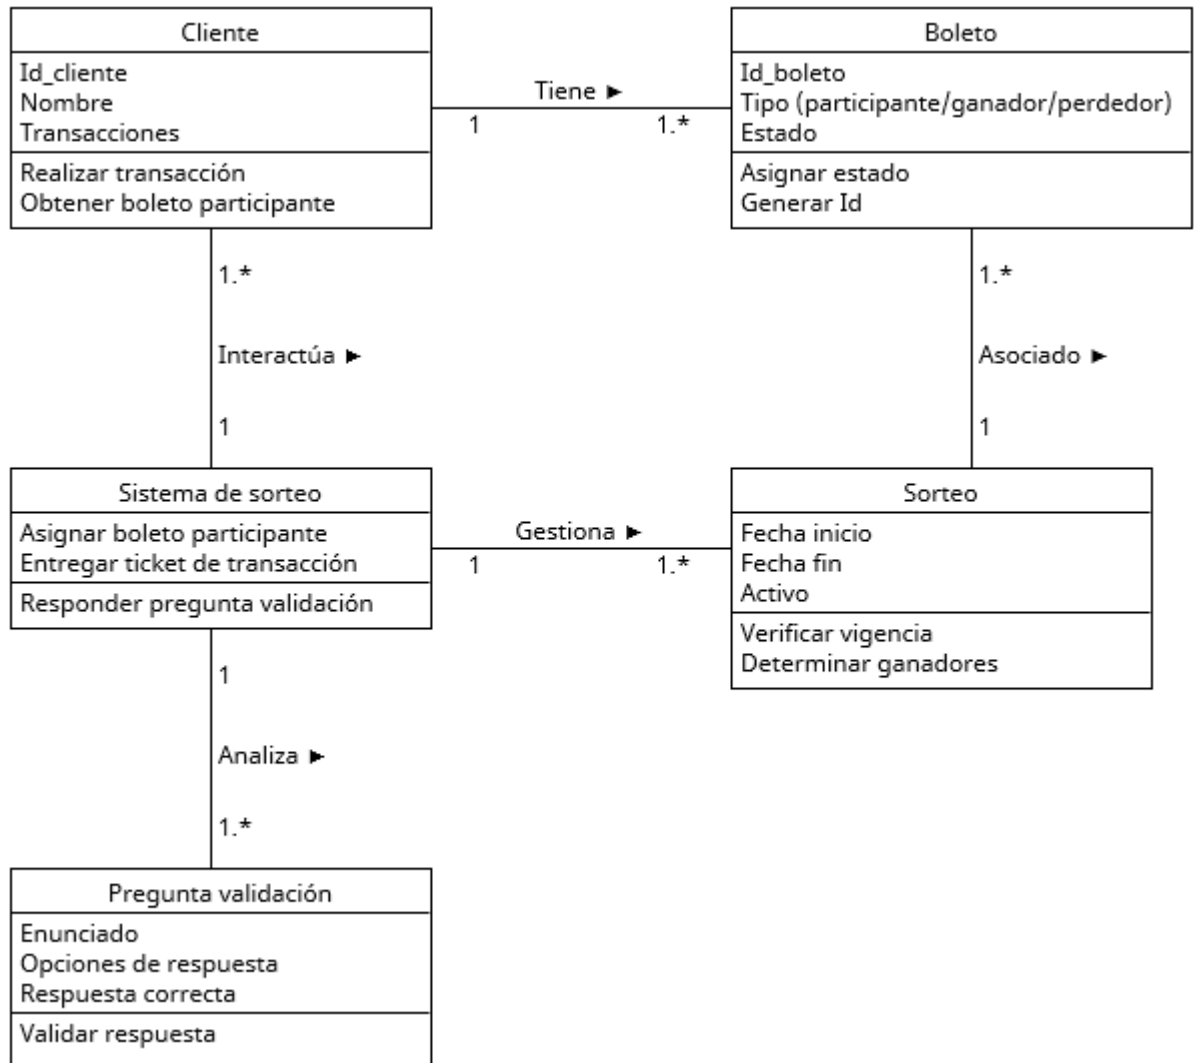 Cliente
Id_cliente
Nombre
Transacciones
Realizar transacción
Obtener boleto participante
Tiene ►
1
1.*
Boleto
Id_boleto
Tipo (participante/ganador/perdedor)
Estado
Asignar estado
Generar Id
1.*
Interactúa ►
1
1.*
Asociado ►
1
Sistema de sorteo
Asignar boleto participante
Entregar ticket de transacción
Responder pregunta validación
Gestiona ►
1
1.*
Sorteo
Fecha inicio
Fecha fin
Activo
Verificar vigencia
Determinar ganadores
1
Analiza ►
1.*
Pregunta validación
Enunciado
Opciones de respuesta
Respuesta correcta
Validar respuesta